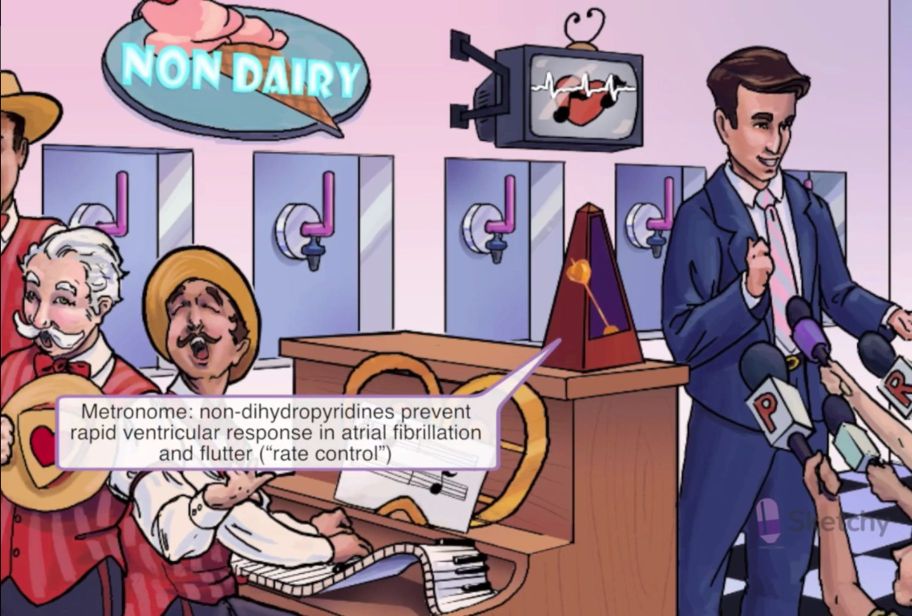 NON DAIRY
Metronome: non-dihydropyridines prevent
rapid ventricular response in atrial fibrillation
and flutter (“rate control”)
P
R
Sketchy